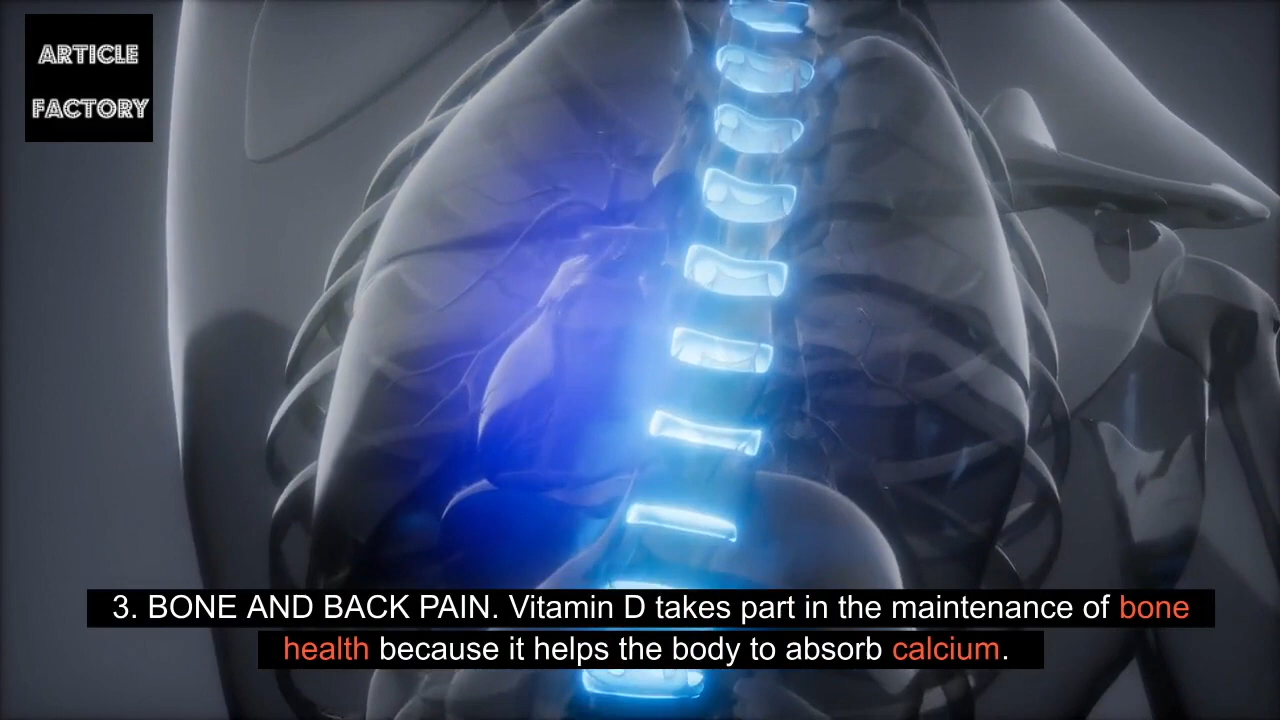 ARTICLE
FACTORY
3. BONE AND BACK PAIN. Vitamin D takes part in the maintenance of bone
health because it helps the body to absorb calcium.